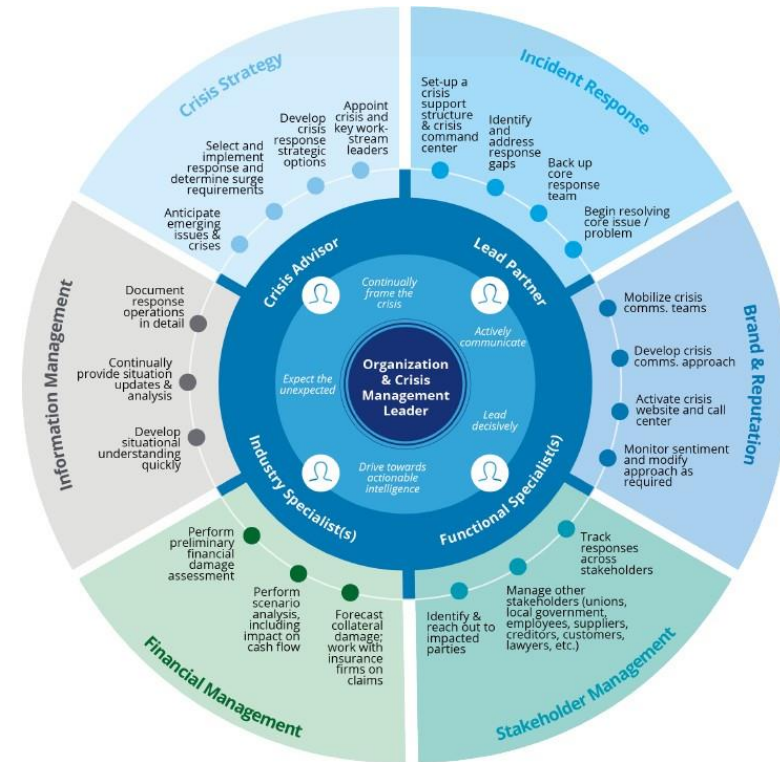 Crisis Strategy
Appoint
crisis and
key work-
stream
leaders
Develop
crisis
response
strategic
options
Select and
implement
response and
determine surge
requirements
Anticipate
emerging
issues &
crises
Incident Response
Set-up a
crisis
support
structure
& crisis
command
center
Identify
and
address
response
gaps
Back up
core
response
team
Begin resolving
core issue /
problem
Brand & Reputation
Mobilize crisis
comms. teams
Develop crisis
comms. approach
Activate crisis
website and call
center
Monitor sentiment
and modify
approach as
required
Stakeholder Management
Track
responses
across
stakeholders
Manage other
stakeholders (unions,
local government,
employees, suppliers,
creditors, customers,
lawyers, etc.)
Identify &
reach out to
impacted
parties
Financial Management
Forecast
collateral
damage;
work with
insurance
firms on
claims
Perform
scenario
analysis,
including
impact on
cash flow
Perform
preliminary
financial
damage
assessment
Information Management
Document
response
operations
in detail
Continually
provide situation
updates &
analysis
Develop
situational
understanding
quickly
Crisis Advisor
Lead Partner
Functional Specialist(s)
Industry Specialist(s)
Continually
frame the
crisis
Actively
communicate
Lead
decisively
Drive towards
actionable
intelligence
Expect the
unexpected
Organization
& Crisis
Management
Leader